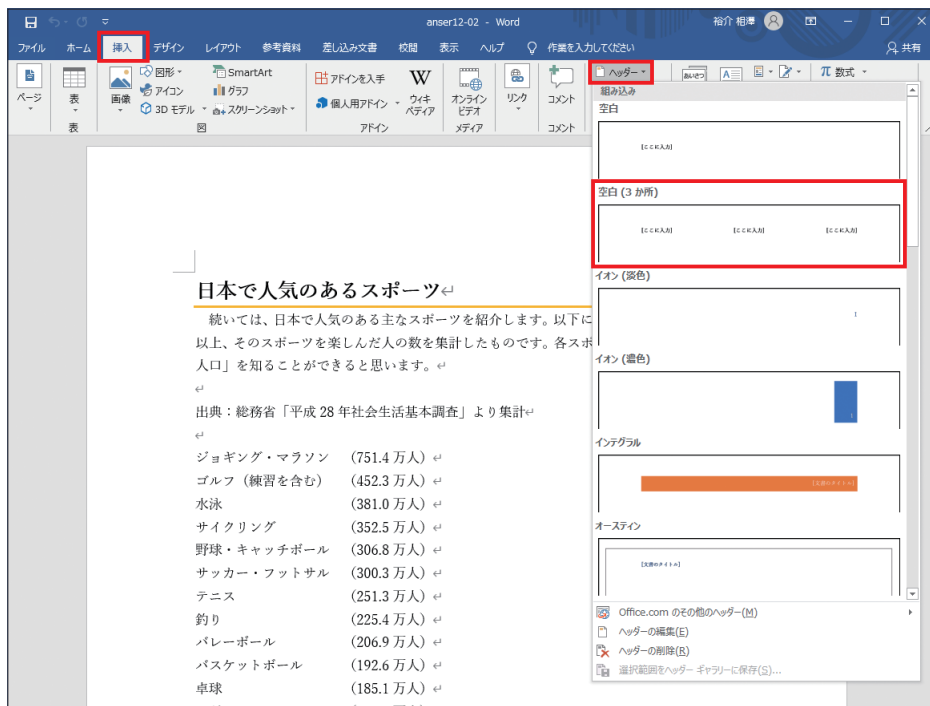 anser12-02 - Word
裕介 相澤
ファイル ホーム 挿入 デザイン レイアウト 参考資料 差し込み文書 校閲 表示 ヘルプ 作業を入力してください 共有
ページ
表
表
画像
図形
アイコン
3D モデル
SmartArt
グラフ
スクリーンショット
図
アドインを入手
個人用アドイン
W
ウィキペディア
アドイン
オンライン
ビデオ
メディア
リンク
コメント
コメント
ヘッダー
あいさつ
A
π 数式
組み込み
空白
[ここに入力]
空白 (3 か所)
[ここに入力] [ここに入力] [ここに入力]
イオン (淡色)
1
イオン (濃色)
1
インテグラル
[文書のタイトル]
オースティン
[文書のタイトル]
Office.com のその他のヘッダー(M)
ヘッダーの編集(E)
ヘッダーの削除(R)
選択範囲をヘッダー ギャラリーに保存(S)...
日本で人気のあるスポーツ↵
続いては、日本で人気のある主なスポーツを紹介します。以下に
以上、そのスポーツを楽しんだ人の数を集計したものです。各スポ
人口」を知ることができると思います。↵
↵
出典：総務省「平成 28 年社会生活基本調査」より集計↵
↵
ジョギング・マラソン (751.4 万人) ↵
ゴルフ（練習を含む） (452.3 万人) ↵
水泳 (381.0 万人) ↵
サイクリング (352.5 万人) ↵
野球・キャッチボール (306.8 万人) ↵
サッカー・フットサル (300.3 万人) ↵
テニス (251.3 万人) ↵
釣り (225.4 万人) ↵
バレーボール (206.9 万人) ↵
バスケットボール (192.6 万人) ↵
卓球 (185.1 万人) ↵